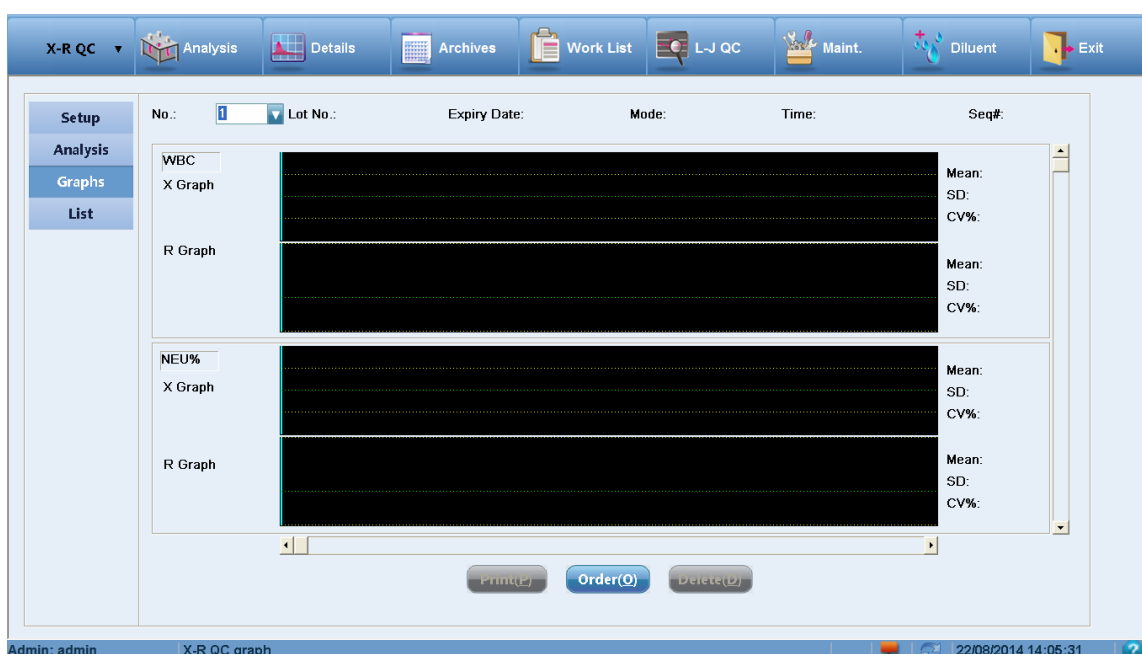 X-R QC ▼ Analysis Details Archives Work List L-J QC Maint. Diluent Exit
Setup
Analysis
Graphs
List
No.: 1 Lot No.: Expiry Date: Mode: Time: Seq#:
WBC
X Graph
Mean:
SD:
CV%:
R Graph
Mean:
SD:
CV%:
NEU%
X Graph
Mean:
SD:
CV%:
R Graph
Mean:
SD:
CV%:
Print(P) Order(O) Delete(D)
Admin: admin X-R QC graph 22/08/2014 14:05:31 ?